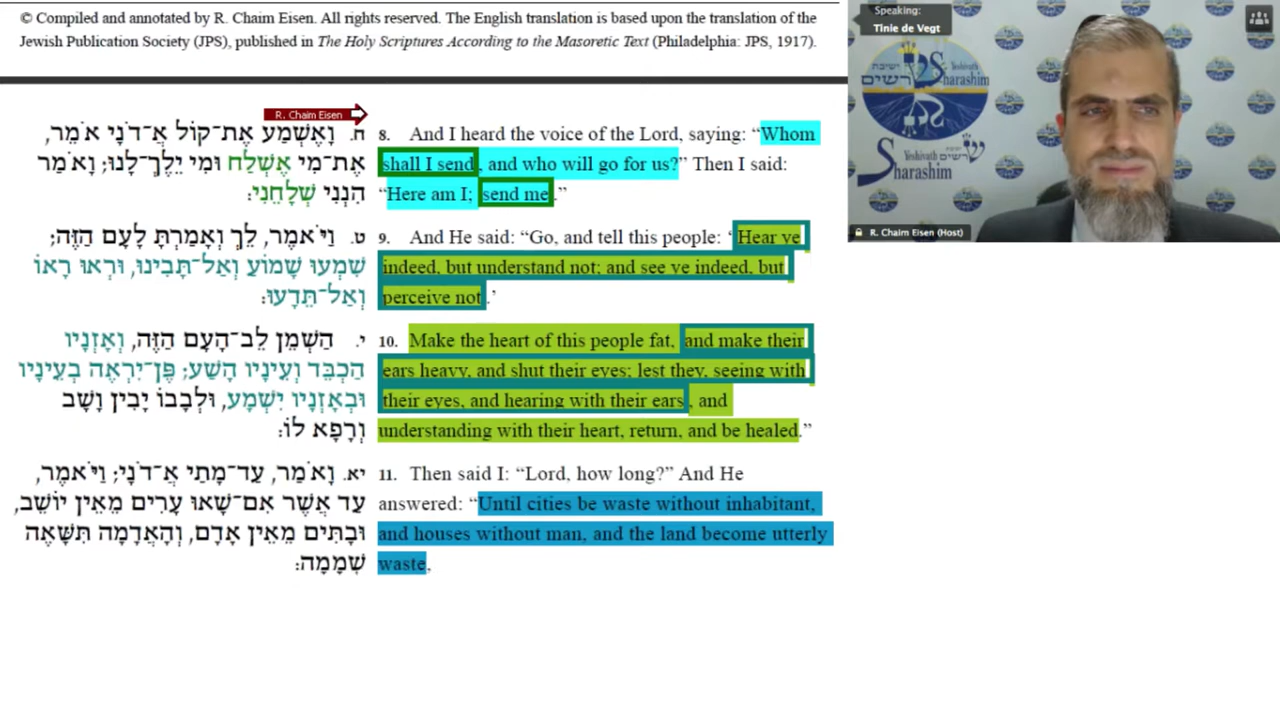 © Compiled and annotated by R. Chaim Eisen. All rights reserved. The English translation is based upon the translation of the
Jewish Publication Society (JPS), published in The Holy Scriptures According to the Masoretic Text (Philadelphia: JPS, 1917).
R. Chaim Eisen
ח. וָאֶשְׁמַע אֶת־קוֹל אֲ־דֹנָי אֹמֵר,
אֶת־מִי אֶשְׁלַח וּמִי יֵלֶךְ־לָנוּ; וָאֹמַר
הִנְנִי שְׁלָחֵנִי:
8. And I heard the voice of the Lord, saying: “Whom
shall I send, and who will go for us?” Then I said:
“Here am I; send me.”
ט. וַיֹּאמֶר, לֵךְ וְאָמַרְתָּ לָעָם הַזֶּה;
שִׁמְעוּ שָׁמוֹעַ וְאַל־תָּבִינוּ, וּרְאוּ רָאוֹ
וְאַל־תֵּדָעוּ:
9. And He said: “Go, and tell this people: ‘Hear ye
indeed, but understand not; and see ye indeed, but
perceive not.’
י. הַשְׁמֵן לֵב־הָעָם הַזֶּה, וְאָזְנָיו
הַכְבֵּד וְעֵינָיו הָשַׁע; פֶּן־יִרְאֶה בְעֵינָיו
וּבְאָזְנָיו יִשְׁמָע, וּלְבָבוֹ יָבִין וָשָׁב
וְרָפָא לוֹ:
10. Make the heart of this people fat, and make their
ears heavy, and shut their eyes; lest they, seeing with
their eyes, and hearing with their ears, and
understanding with their heart, return, and be healed.”
יא. וָאֹמַר, עַד־מָתַי אֲ־דֹנָי; וַיֹּאמֶר,
עַד אֲשֶׁר אִם־שָׁאוּ עָרִים מֵאֵין יוֹשֵׁב,
וּבָתִּים מֵאֵין אָדָם, וְהָאֲדָמָה תִּשָּׁאֶה
שְׁמָמָה:
11. Then said I: “Lord, how long?” And He
answered: “Until cities be waste without inhabitant,
and houses without man, and the land become utterly
waste,
Speaking:
Tinie de Vegt
ישיבת
שרשים
Yeshivath
Sharashim
Yeshivath שרשים
Sharashim
R. Chaim Eisen (Host)